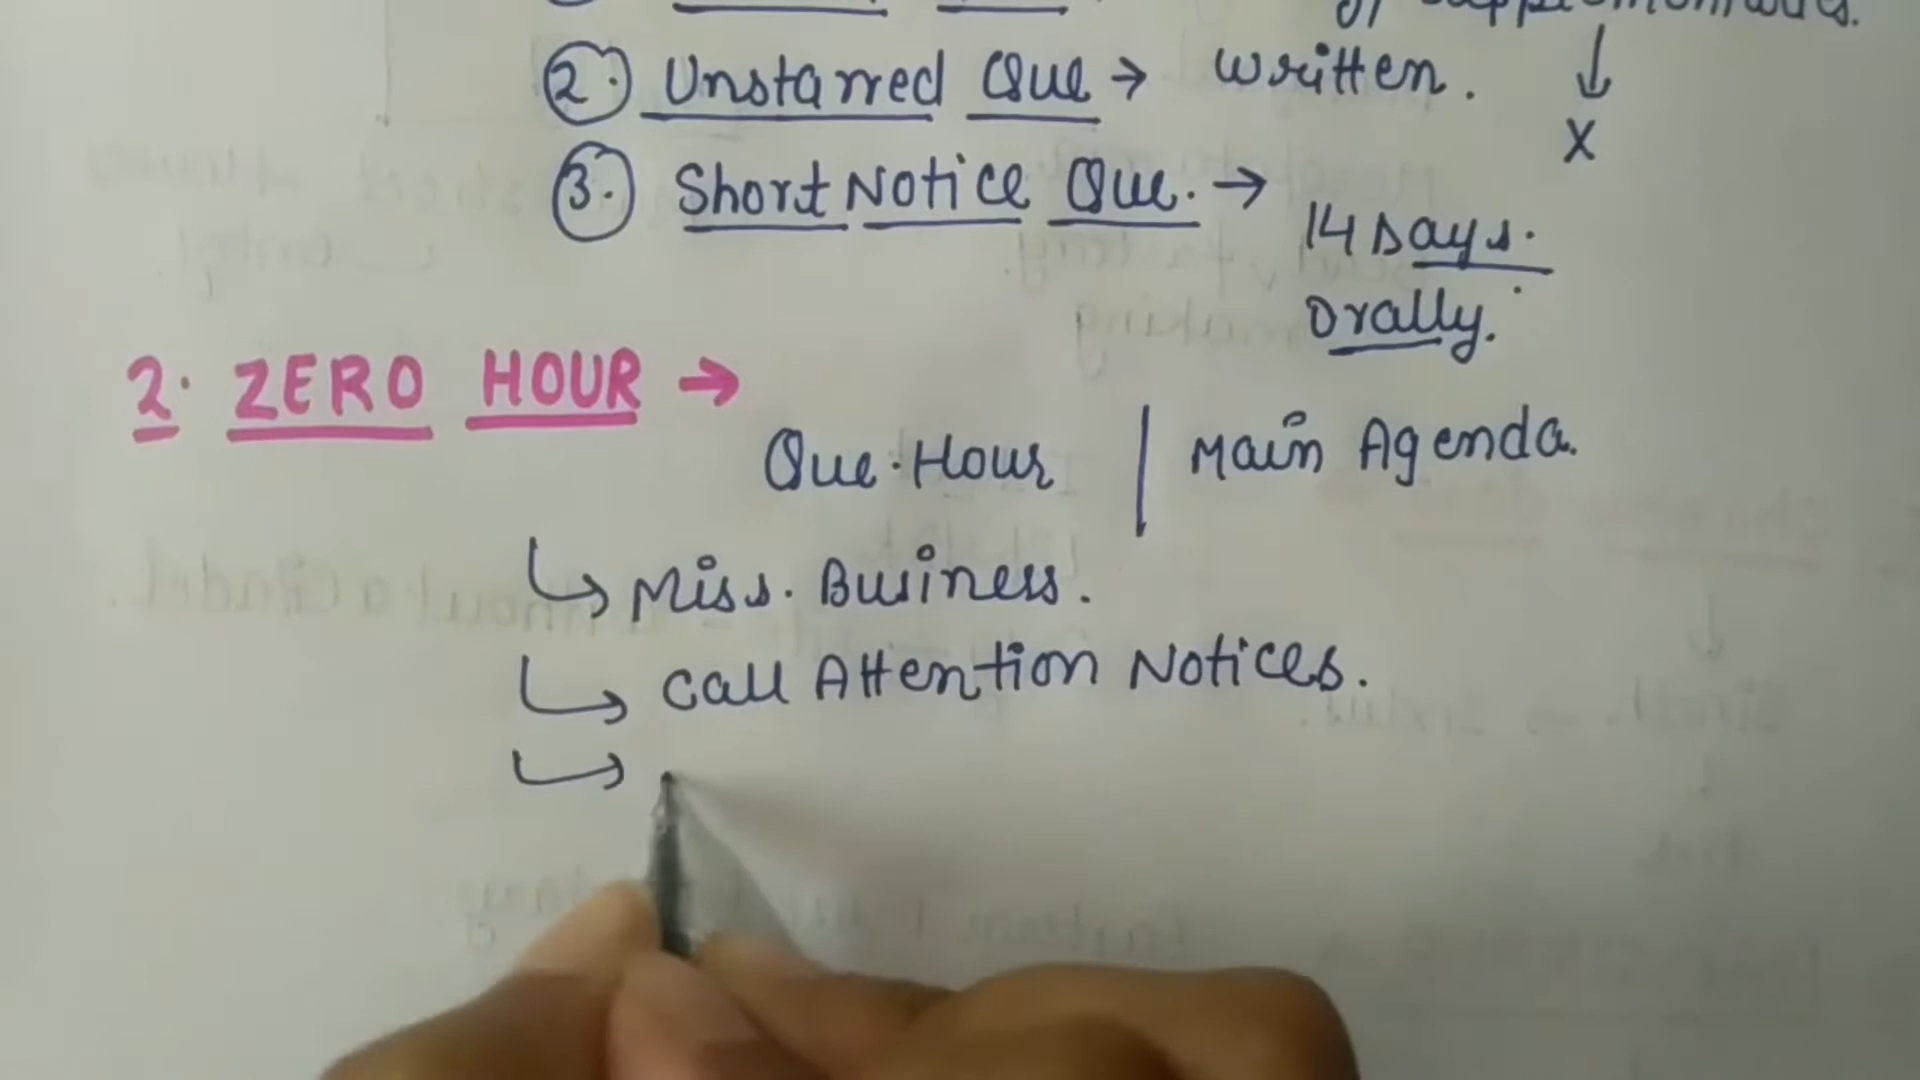 2. Unstarred Que → written. ↓
X
3. Short Notice Que. →
14 Days.
Orally.
2. ZERO HOUR →
Que. Hour | Main Agenda.
↳ Miss. Business.
↳ Call Attention Notices.
↳